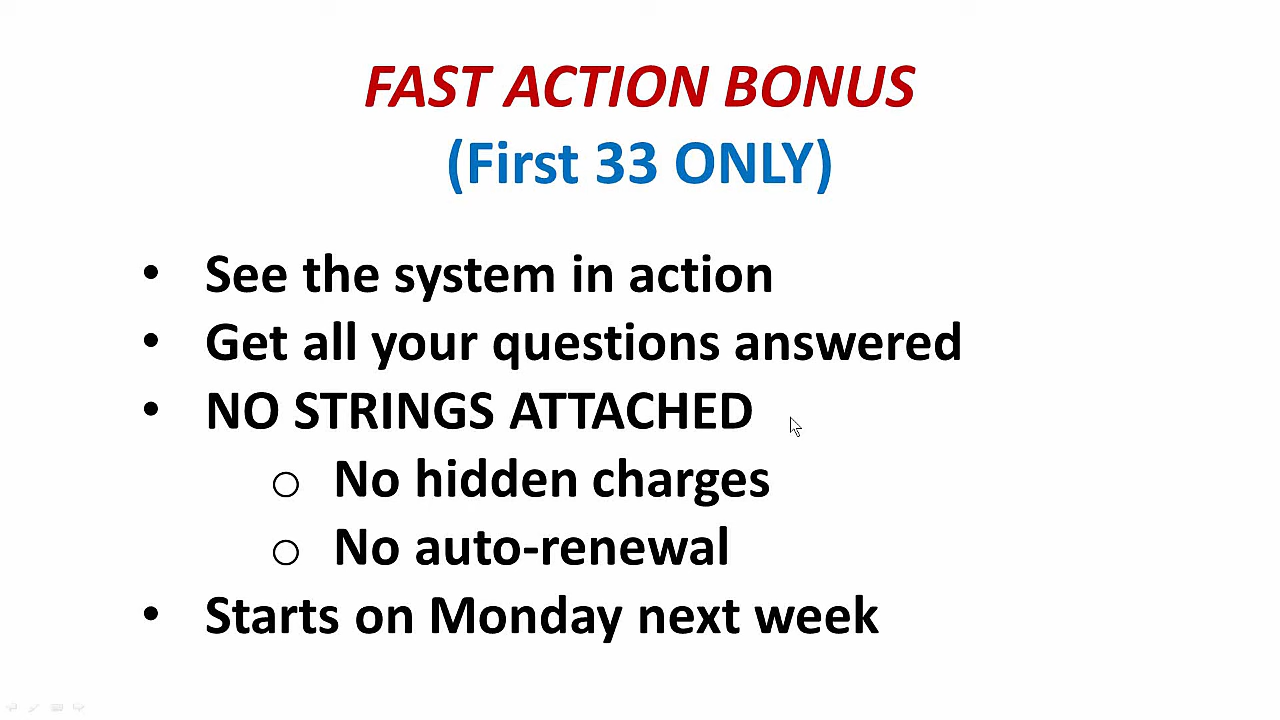 FAST ACTION BONUS
(First 33 ONLY)
• See the system in action
• Get all your questions answered
• NO STRINGS ATTACHED
o No hidden charges
o No auto-renewal
• Starts on Monday next week